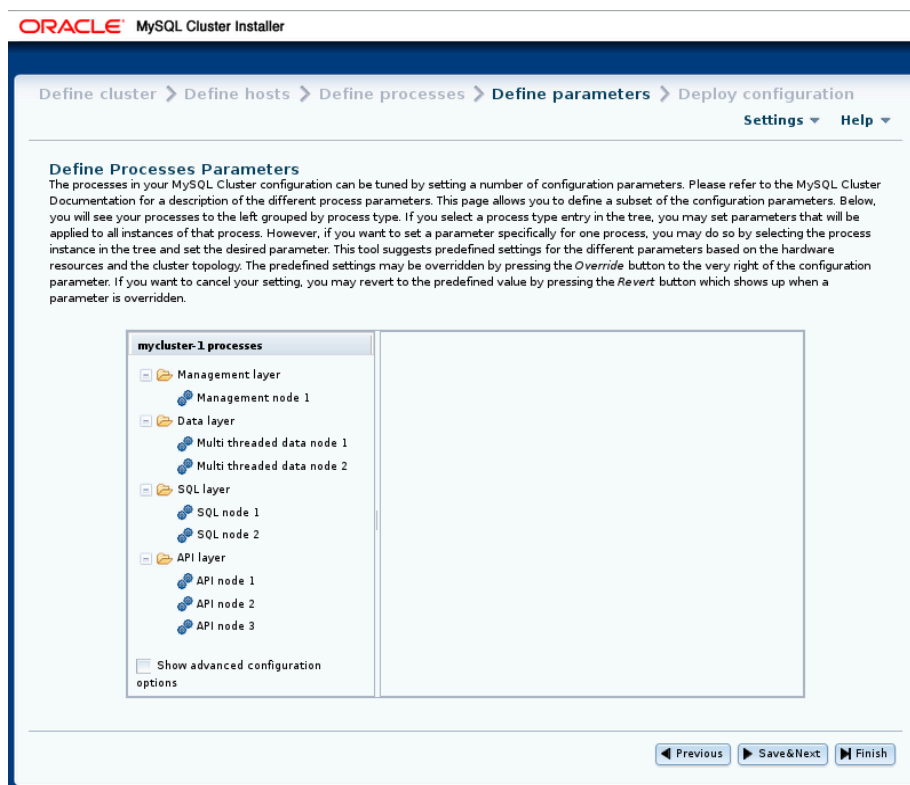 ORACLE® MySQL Cluster Installer
Define cluster > Define hosts > Define processes > Define parameters > Deploy configuration
Settings Help
Define Processes Parameters
The processes in your MySQL Cluster configuration can be tuned by setting a number of configuration parameters. Please refer to the MySQL Cluster
Documentation for a description of the different process parameters. This page allows you to define a subset of the configuration parameters. Below,
you will see your processes to the left grouped by process type. If you select a process type entry in the tree, you may set parameters that will be
applied to all instances of that process. However, if you want to set a parameter specifically for one process, you may do so by selecting the process
instance in the tree and set the desired parameter. This tool suggests predefined settings for the different parameters based on the hardware
resources and the cluster topology. The predefined settings may be overridden by pressing the Override button to the very right of the configuration
parameter. If you want to cancel your setting, you may revert to the predefined value by pressing the Revert button which shows up when a
parameter is overridden.
mycluster-1 processes
Management layer
Management node 1
Data layer
Multi threaded data node 1
Multi threaded data node 2
SQL layer
SQL node 1
SQL node 2
API layer
API node 1
API node 2
API node 3
Show advanced configuration
options
Previous Save&Next Finish